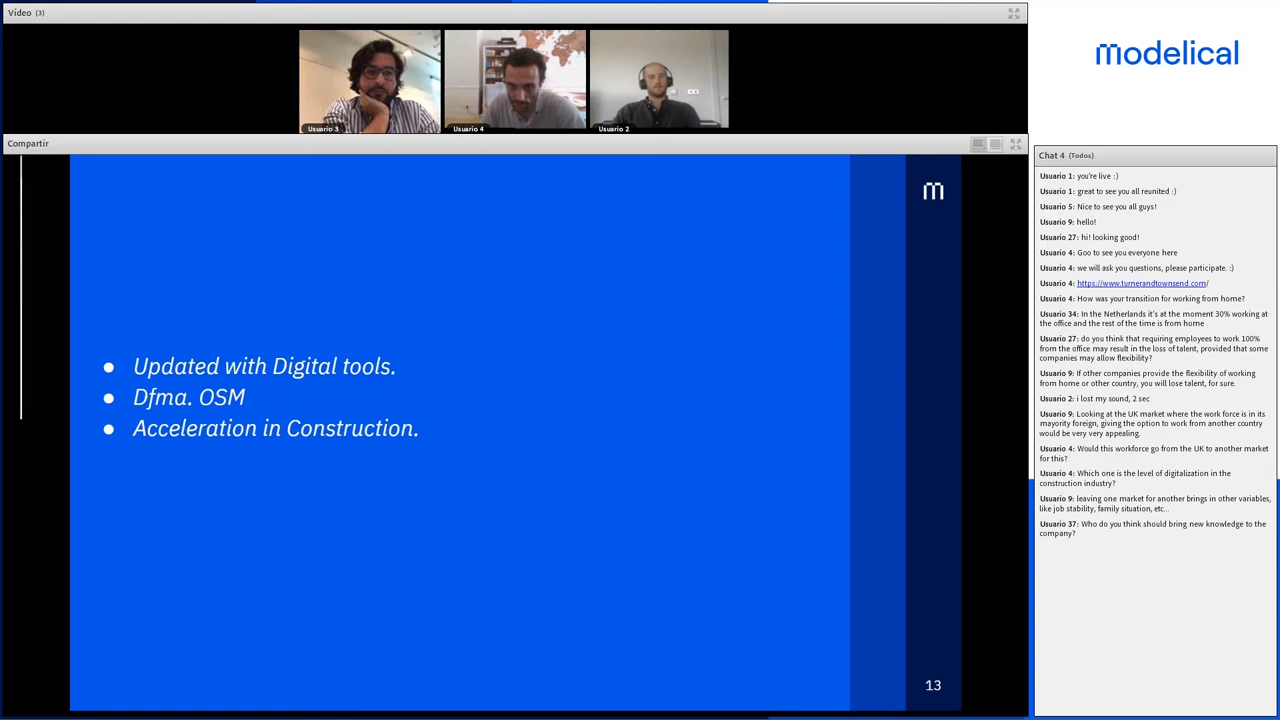 Vídeo (3)
modelical
Usuario 3
Usuario 4
Usuario 2
Compartir
m
● Updated with Digital tools.
● Dfma. OSM
● Acceleration in Construction.
13
Chat 4 (Todos)
Usuario 1: you're live :)
Usuario 1: great to see you all reunited :)
Usuario 5: Nice to see you all guys!
Usuario 9: hello!
Usuario 27: hi! looking good!
Usuario 4: Goo to see you everyone here
Usuario 4: we will ask you questions, please participate. :)
Usuario 4: https://www.turnerandtownsend.com/
Usuario 4: How was your transition for working from home?
Usuario 34: In the Netherlands it's at the moment 30% working at
the office and the rest of the time is from home
Usuario 27: do you think that requiring employees to work 100%
from the office may result in the loss of talent, provided that some
companies may allow flexibility?
Usuario 9: If other companies provide the flexibility of working
from home or other country, you will lose talent, for sure.
Usuario 2: i lost my sound, 2 sec
Usuario 9: Looking at the UK market where the work force is in its
mayority foreign, giving the option to work from another country
would be very very appealing.
Usuario 4: Would this workforce go from the UK to another market
for this?
Usuario 4: Which one is the level of digitalization in the
construction industry?
Usuario 9: leaving one market for another brings in other variables,
like job stability, family situation, etc...
Usuario 37: Who do you think should bring new knowledge to the
company?